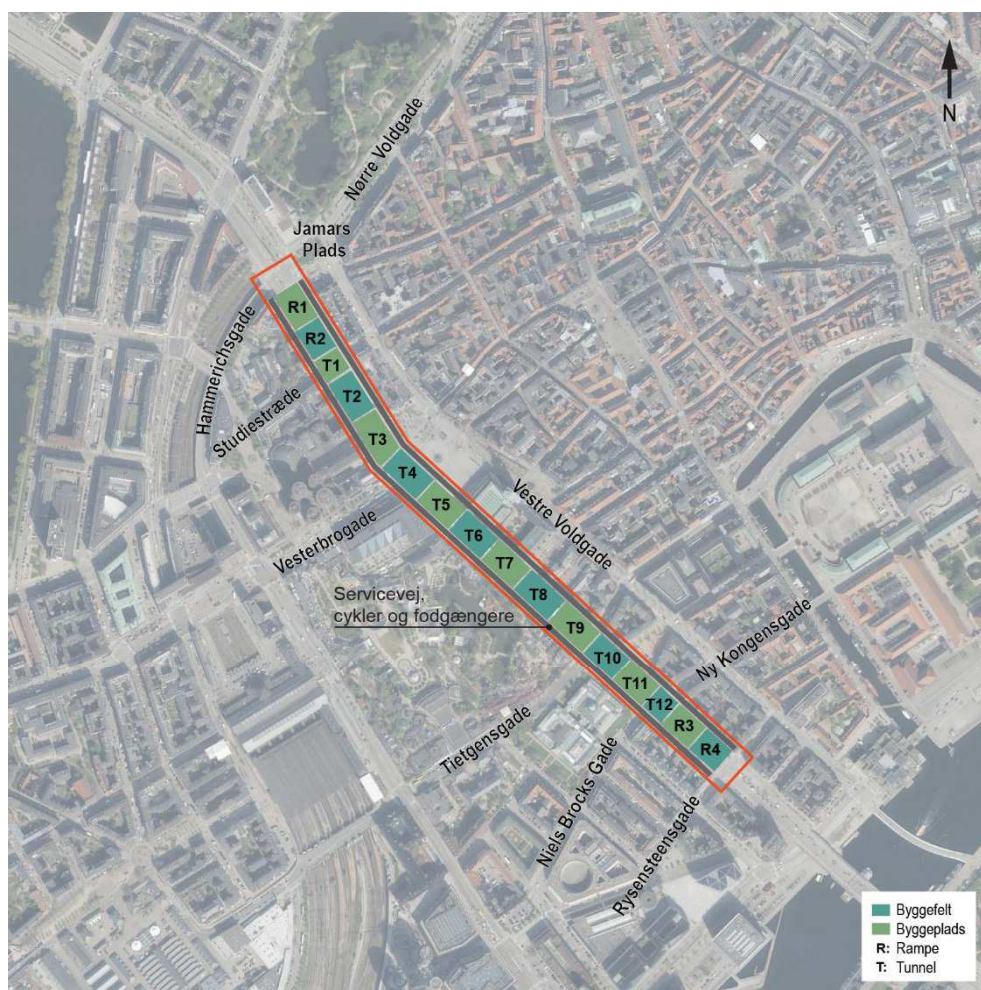 N
Nørre Voldgade
Jamars
Plads
R1
Hammerichsgade
R2
T1
Studiestræde
T2
T3
T4
Vesterbrogade
T5
Vestre Voldgade
T6
T7
Servicevej,
cykler og fodgængere
T8
T9
Ny Kongensgade
T10
T11
T12
Tietgensgade
R3
R4
Niels Brocks Gade
Rysensteensgade
Byggefelt
Byggeplads
R: Rampe
T: Tunnel